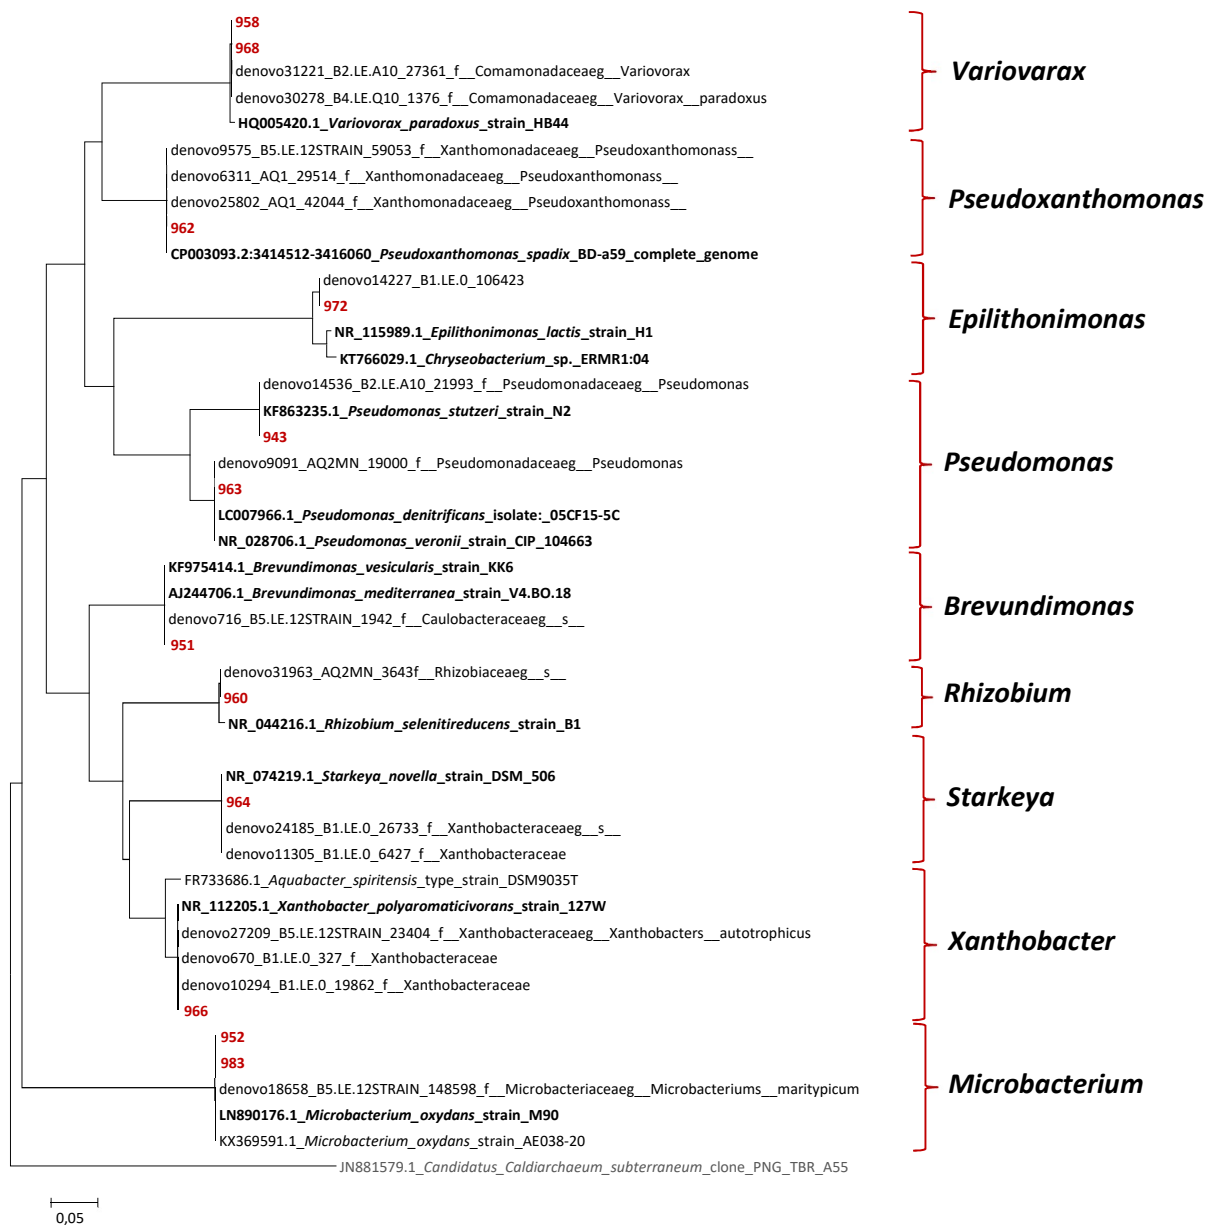 958
968
denovo31221_B2.LE.A10_27361_f__Comamonadaceaeg__Variovorax
denovo30278_B4.LE.Q10_1376_f__Comamonadaceaeg__Variovorax__paradoxus
HQ005420.1_Variovorax_paradoxus_strain_HB44
Variovarax
denovo9575_B5.LE.12STRAIN_59053_f__Xanthomonadaceaeg__Pseudoxanthomonass__
denovo6311_AQ1_29514_f__Xanthomonadaceaeg__Pseudoxanthomonass__
denovo25802_AQ1_42044_f__Xanthomonadaceaeg__Pseudoxanthomonass__
962
CP003093.2:3414512-3416060_Pseudoxanthomonas_spadix_BD-a59_complete_genome
Pseudoxanthomonas
denovo14227_B1.LE.0_106423
972
NR_115989.1_Epilithonimonas_lactis_strain_H1
KT766029.1_Chryseobacterium_sp._ERMR1:04
Epilithonimonas
denovo14536_B2.LE.A10_21993_f__Pseudomonadaceaeg__Pseudomonas
KF863235.1_Pseudomonas_stutzeri_strain_N2
943
denovo9091_AQ2MN_19000_f__Pseudomonadaceaeg__Pseudomonas
963
LC007966.1_Pseudomonas_denitrificans_isolate:_05CF15-5C
NR_028706.1_Pseudomonas_veronii_strain_CIP_104663
Pseudomonas
KF975414.1_Brevundimonas_vesicularis_strain_KK6
AJ244706.1_Brevundimonas_mediterranea_strain_V4.BO.18
denovo716_B5.LE.12STRAIN_1942_f__Caulobacteraceaeg__s__
951
Brevundimonas
denovo31963_AQ2MN_3643f__Rhizobiaceaeg__s__
960
NR_044216.1_Rhizobium_selenitireducens_strain_B1
Rhizobium
NR_074219.1_Starkeya_novella_strain_DSM_506
964
denovo24185_B1.LE.0_26733_f__Xanthobacteraceaeg__s__
denovo11305_B1.LE.0_6427_f__Xanthobacteraceae
Starkeya
FR733686.1_Aquabacter_spiritensis_type_strain_DSM9035T
NR_112205.1_Xanthobacter_polyaromaticivorans_strain_127W
denovo27209_B5.LE.12STRAIN_23404_f__Xanthobacteraceaeg__Xanthobacters__autotrophicus
denovo670_B1.LE.0_327_f__Xanthobacteraceae
denovo10294_B1.LE.0_19862_f__Xanthobacteraceae
966
Xanthobacter
952
983
denovo18658_B5.LE.12STRAIN_148598_f__Microbacteriaceaeg__Microbacteriums__maritypicum
LN890176.1_Microbacterium_oxydans_strain_M90
KX369591.1_Microbacterium_oxydans_strain_AE038-20
Microbacterium
JN881579.1_Candidatus_Caldiarchaeum_subterraneum_clone_PNG_TBR_A55
0,05